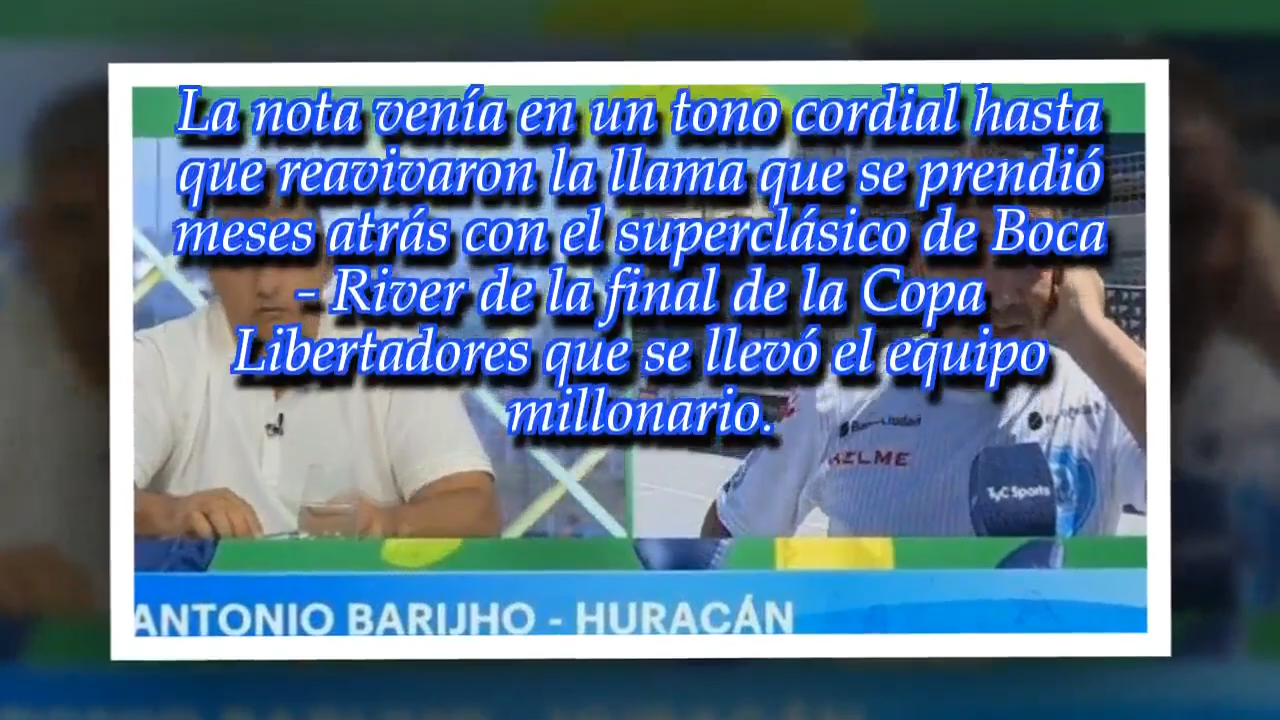 La nota venía en un tono cordial hasta
que reavivaron la llama que se prendió
meses atrás con el superclásico de Boca
- River de la final de la Copa
Libertadores que se llevó el equipo
millonario.
KELME
TyC Sports
ANTONIO BARIJHO - HURACÁN